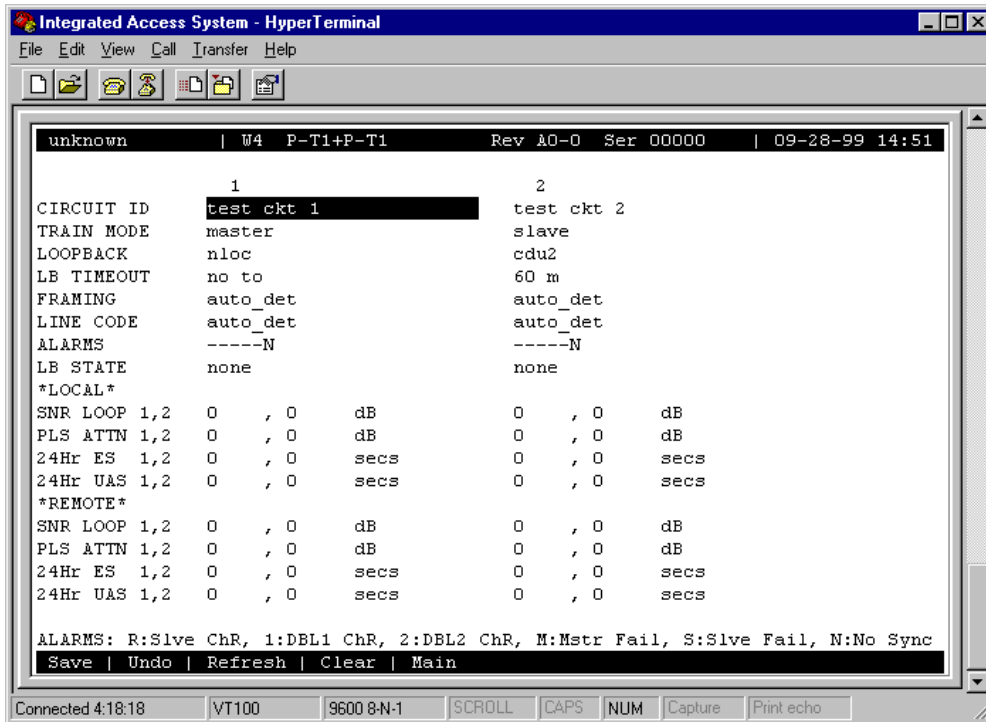 Integrated Access System - HyperTerminal
File Edit View Call Transfer Help
unknown | W4 P-T1+P-T1 Rev A0-0 Ser 00000 | 09-28-99 14:51
1 2
CIRCUIT ID test ckt 1 test ckt 2
TRAIN MODE master slave
LOOPBACK nloc cdu2
LB TIMEOUT no to 60 m
FRAMING auto_det auto_det
LINE CODE auto_det auto_det
ALARMS -----N -----N
LB STATE none none
*LOCAL*
SNR LOOP 1,2 0 , 0 dB 0 , 0 dB
PLS ATTN 1,2 0 , 0 dB 0 , 0 dB
24Hr ES 1,2 0 , 0 secs 0 , 0 secs
24Hr UAS 1,2 0 , 0 secs 0 , 0 secs
*REMOTE*
SNR LOOP 1,2 0 , 0 dB 0 , 0 dB
PLS ATTN 1,2 0 , 0 dB 0 , 0 dB
24Hr ES 1,2 0 , 0 secs 0 , 0 secs
24Hr UAS 1,2 0 , 0 secs 0 , 0 secs
ALARMS: R:Slve ChR, 1:DBL1 ChR, 2:DBL2 ChR, M:Mstr Fail, S:Slve Fail, N:No Sync
Save | Undo | Refresh | Clear | Main
Connected 4:18:18 VT100 9600 8-N-1 SCROLL CAPS NUM Capture Print echo